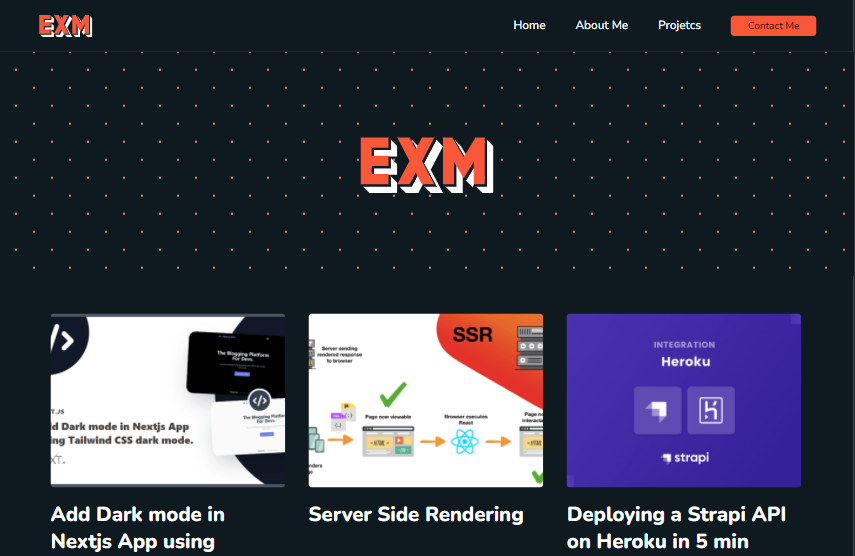 EXM
Home About Me Projetcs Contact Me
EXM
The Blogging Platform
For Devs.
T.JS
d Dark mode in Nextjs App
ng Tailwind CSS dark mode.
XT.
The Blogging Platform
For Devs.
Server sending
rendered response
to browser
SSR
Page now viewable
Browser executes
React
Page no
interacta
INTEGRATION
Heroku
strapi
Add Dark mode in
Nextjs App using
Server Side Rendering
Deploying a Strapi API
on Heroku in 5 min